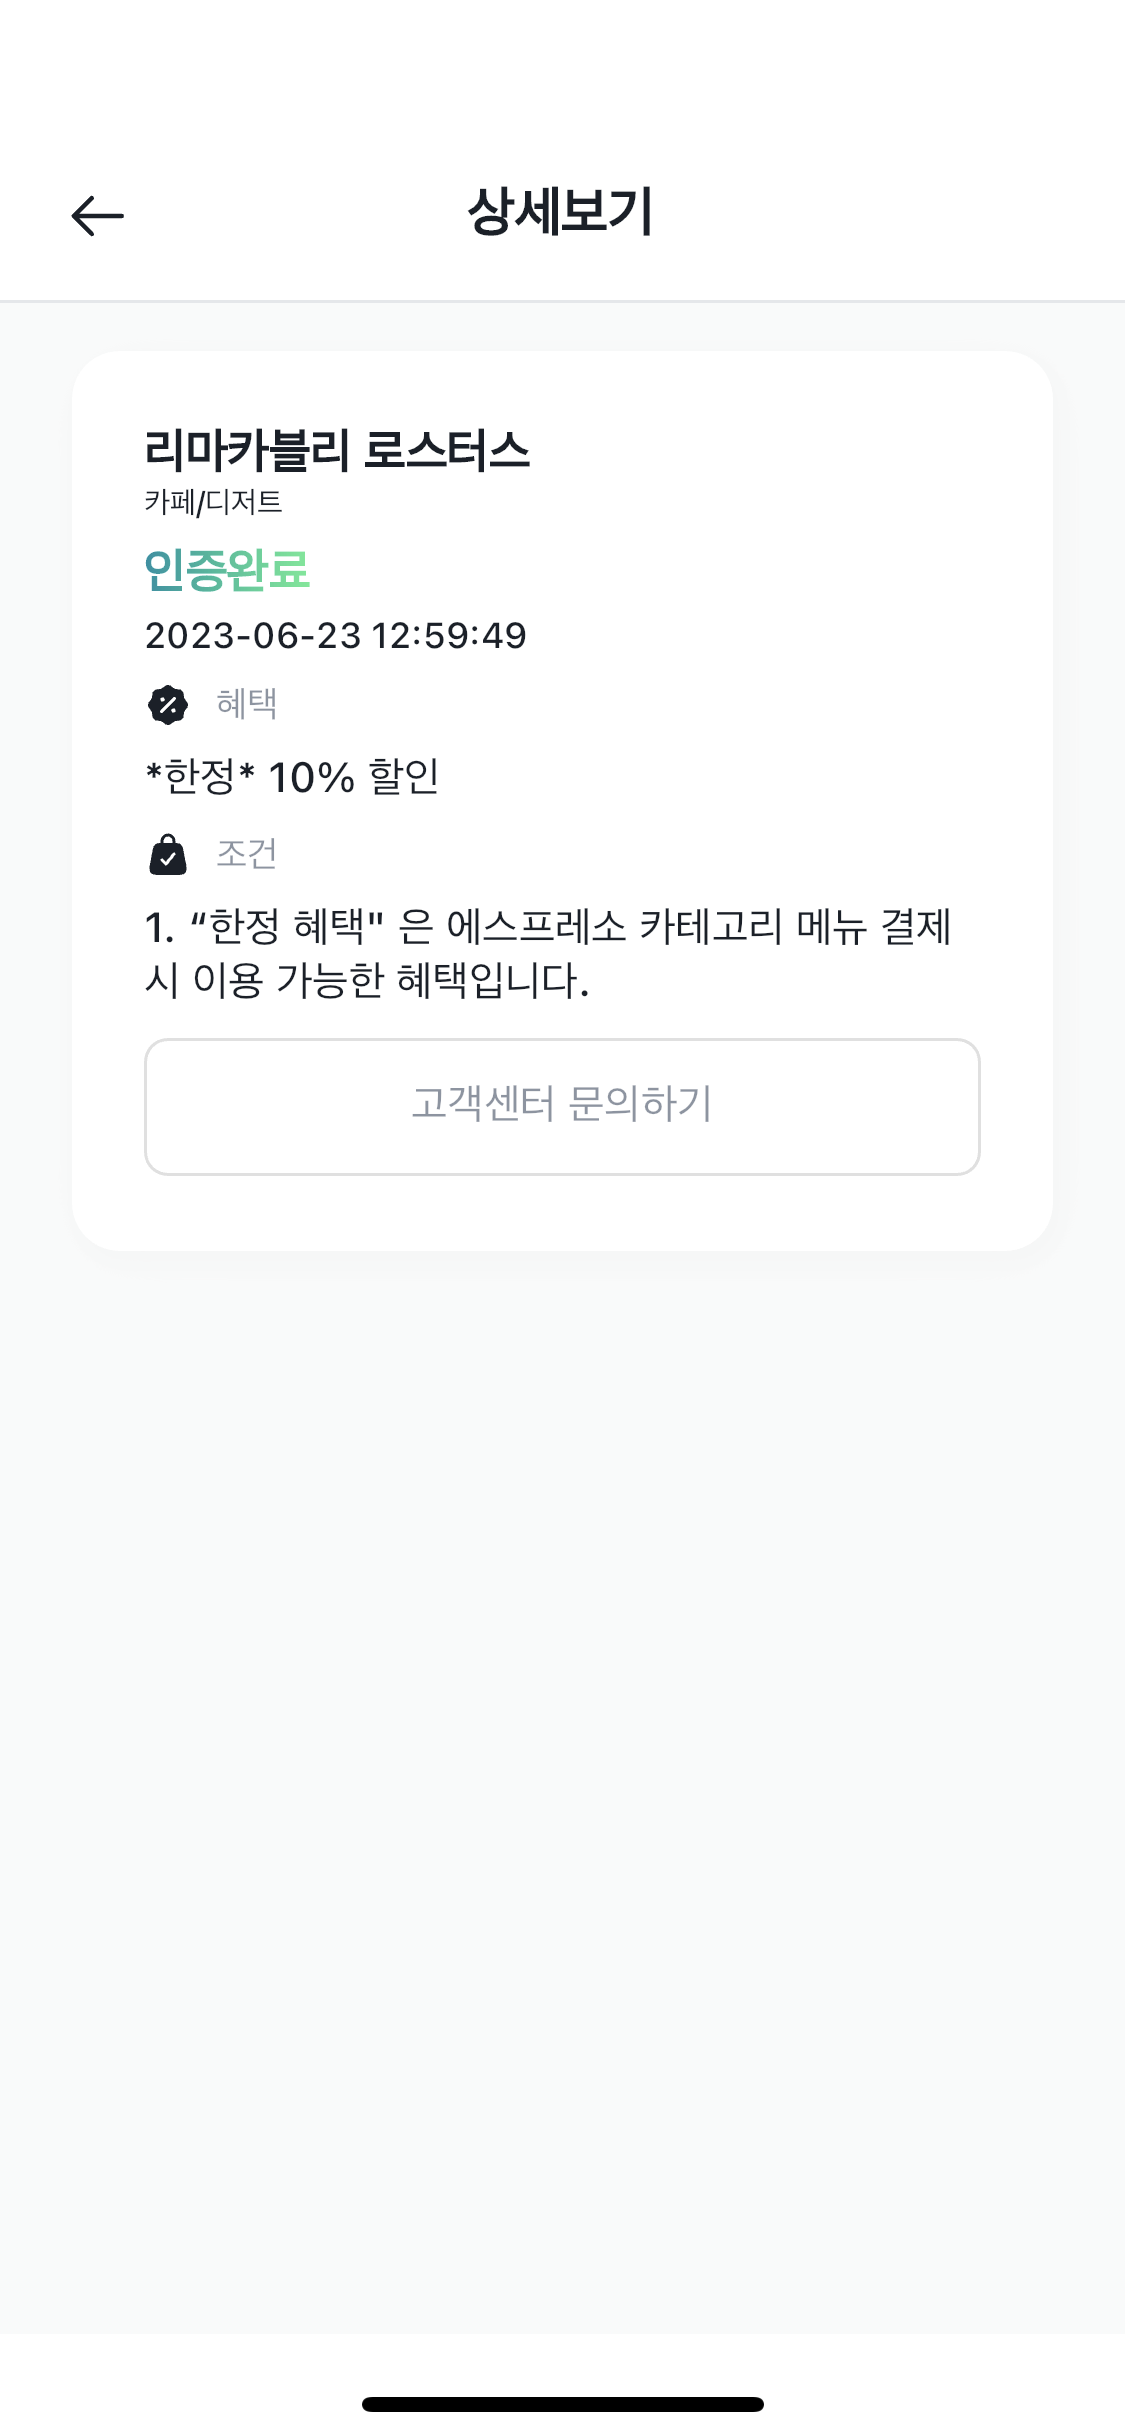 상세보기
리마카블리 로스터스
카페/디저트
인증완료
2023-06-23 12:59:49
혜택
*한정* 10% 할인
조건
1. “한정 혜택" 은 에스프레소 카테고리 메뉴 결제
시 이용 가능한 혜택입니다.
고객센터 문의하기